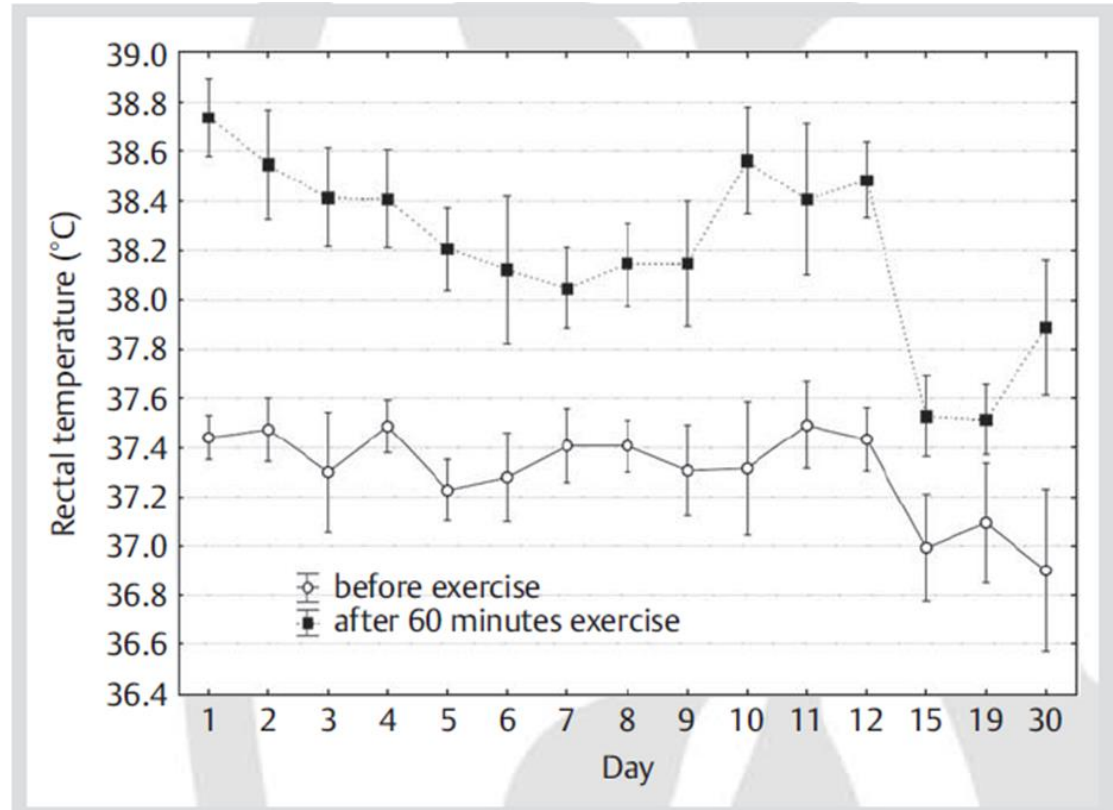 39.0
38.8
38.6
38.4
38.2
38.0
37.8
37.6
37.4
37.2
37.0
36.8
36.6
36.4
Rectal temperature (°C)
before exercise
after 60 minutes exercise
1 2 3 4 5 6 7 8 9 10 11 12 15 19 30
Day